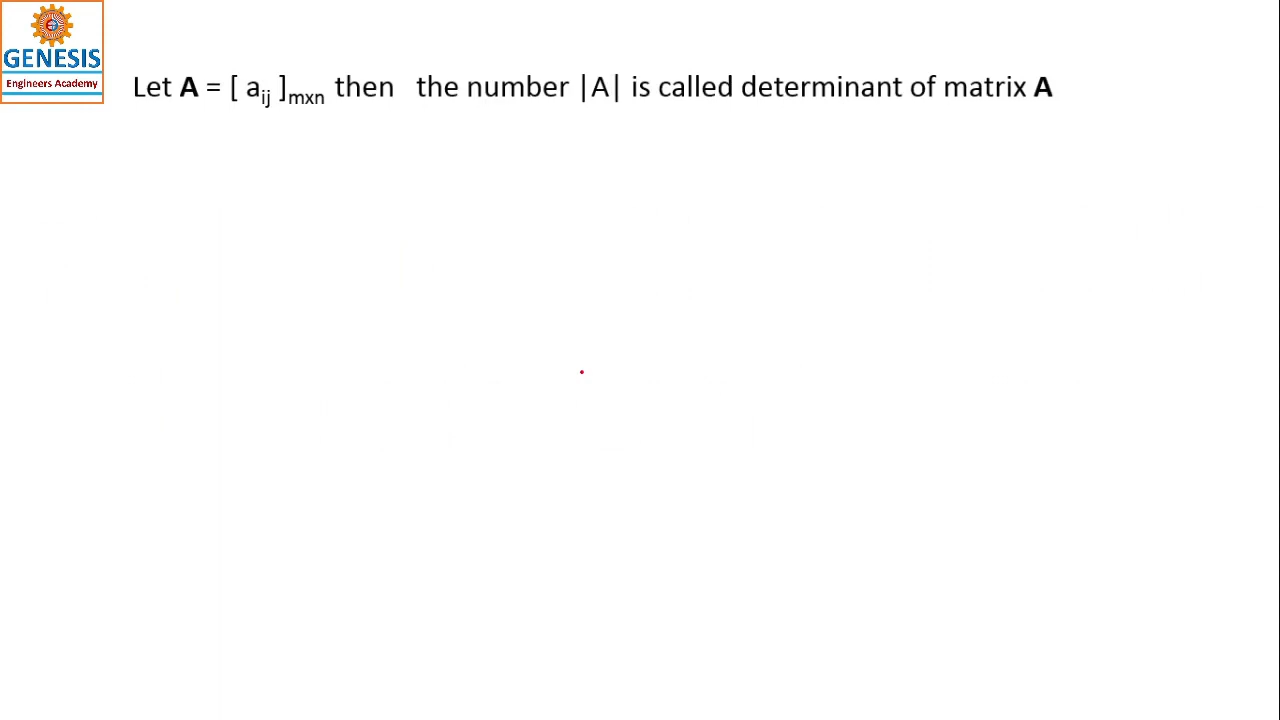 GENESIS
Engineers Academy
Let A = [ aij ]mxn then the number |A| is called determinant of matrix A